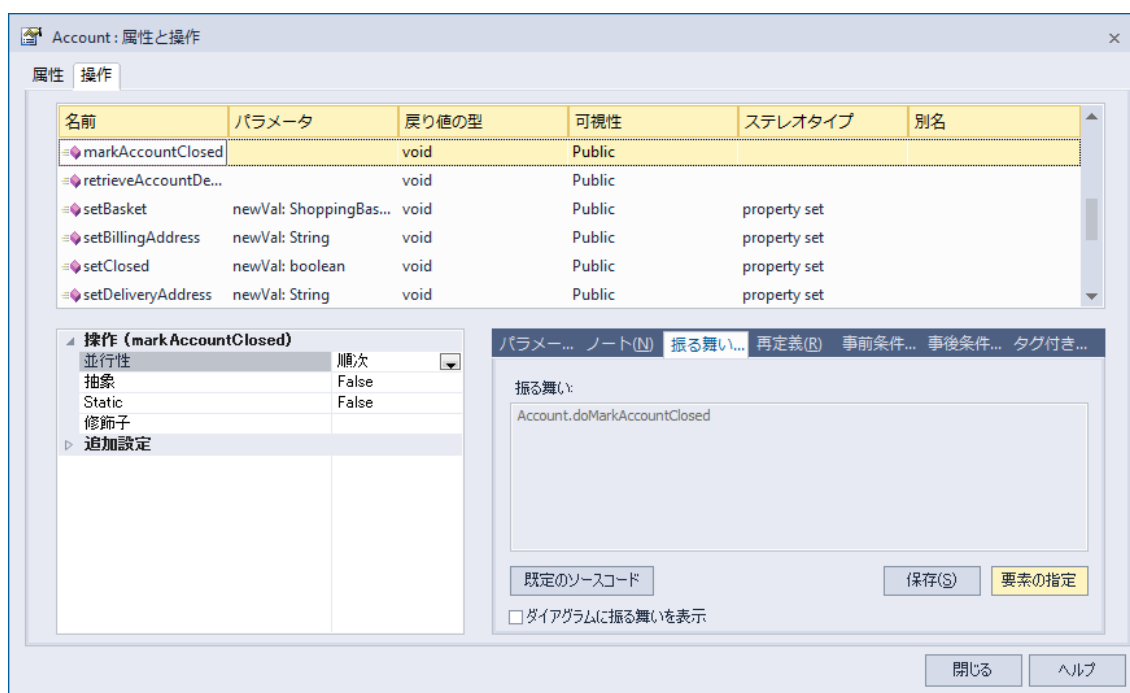 Account : 属性と操作
属性 操作
名前 パラメータ 戻り値の型 可視性 ステレオタイプ 別名
markAccountClosed void Public
retrieveAccountDe... void Public
setBasket newVal: ShoppingBas... void Public property set
setBillingAddress newVal: String void Public property set
setClosed newVal: boolean void Public property set
setDeliveryAddress newVal: String void Public property set
操作 (markAccountClosed)
並行性 順次
抽象 False
Static False
修飾子
追加設定
パラメー... ノート(N) 振る舞い... 再定義(R) 事前条件... 事後条件... タグ付き...
振る舞い:
Account.doMarkAccountClosed
既定のソースコード 保存(S) 要素の指定
ダイアグラムに振る舞いを表示
閉じる ヘルプ